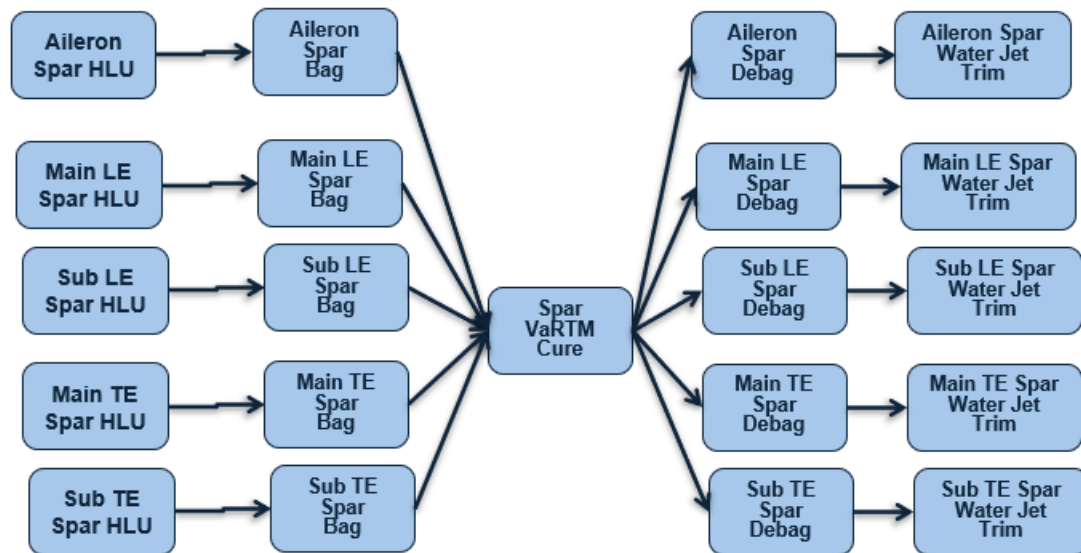 Aileron
Spar HLU
Aileron
Spar
Bag
Aileron
Spar
Debag
Aileron Spar
Water Jet
Trim
Main LE
Spar HLU
Main LE
Spar
Bag
Main LE
Spar
Debag
Main LE Spar
Water Jet
Trim
Sub LE
Spar HLU
Sub LE
Spar
Bag
Spar
VaRTM
Cure
Sub LE
Spar
Debag
Sub LE Spar
Water Jet
Trim
Main TE
Spar HLU
Main TE
Spar
Bag
Main TE
Spar
Debag
Main TE Spar
Water Jet
Trim
Sub TE
Spar HLU
Sub TE
Spar
Bag
Sub TE
Spar
Debag
Sub TE Spar
Water Jet
Trim